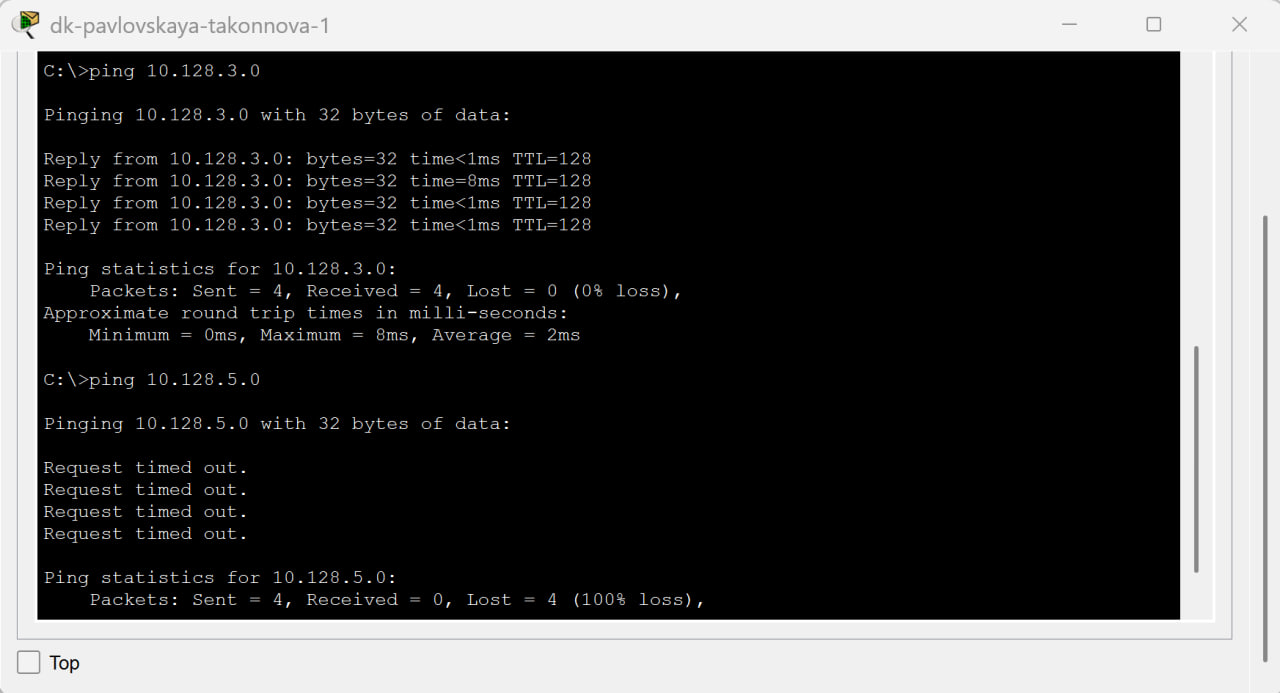 dk-pavlovskaya-takonnova-1
C:\>ping 10.128.3.0
Pinging 10.128.3.0 with 32 bytes of data:
Reply from 10.128.3.0: bytes=32 time<1ms TTL=128
Reply from 10.128.3.0: bytes=32 time=8ms TTL=128
Reply from 10.128.3.0: bytes=32 time<1ms TTL=128
Reply from 10.128.3.0: bytes=32 time<1ms TTL=128
Ping statistics for 10.128.3.0:
    Packets: Sent = 4, Received = 4, Lost = 0 (0% loss),
Approximate round trip times in milli-seconds:
    Minimum = 0ms, Maximum = 8ms, Average = 2ms
C:\>ping 10.128.5.0
Pinging 10.128.5.0 with 32 bytes of data:
Request timed out.
Request timed out.
Request timed out.
Request timed out.
Ping statistics for 10.128.5.0:
    Packets: Sent = 4, Received = 0, Lost = 4 (100% loss),
Top